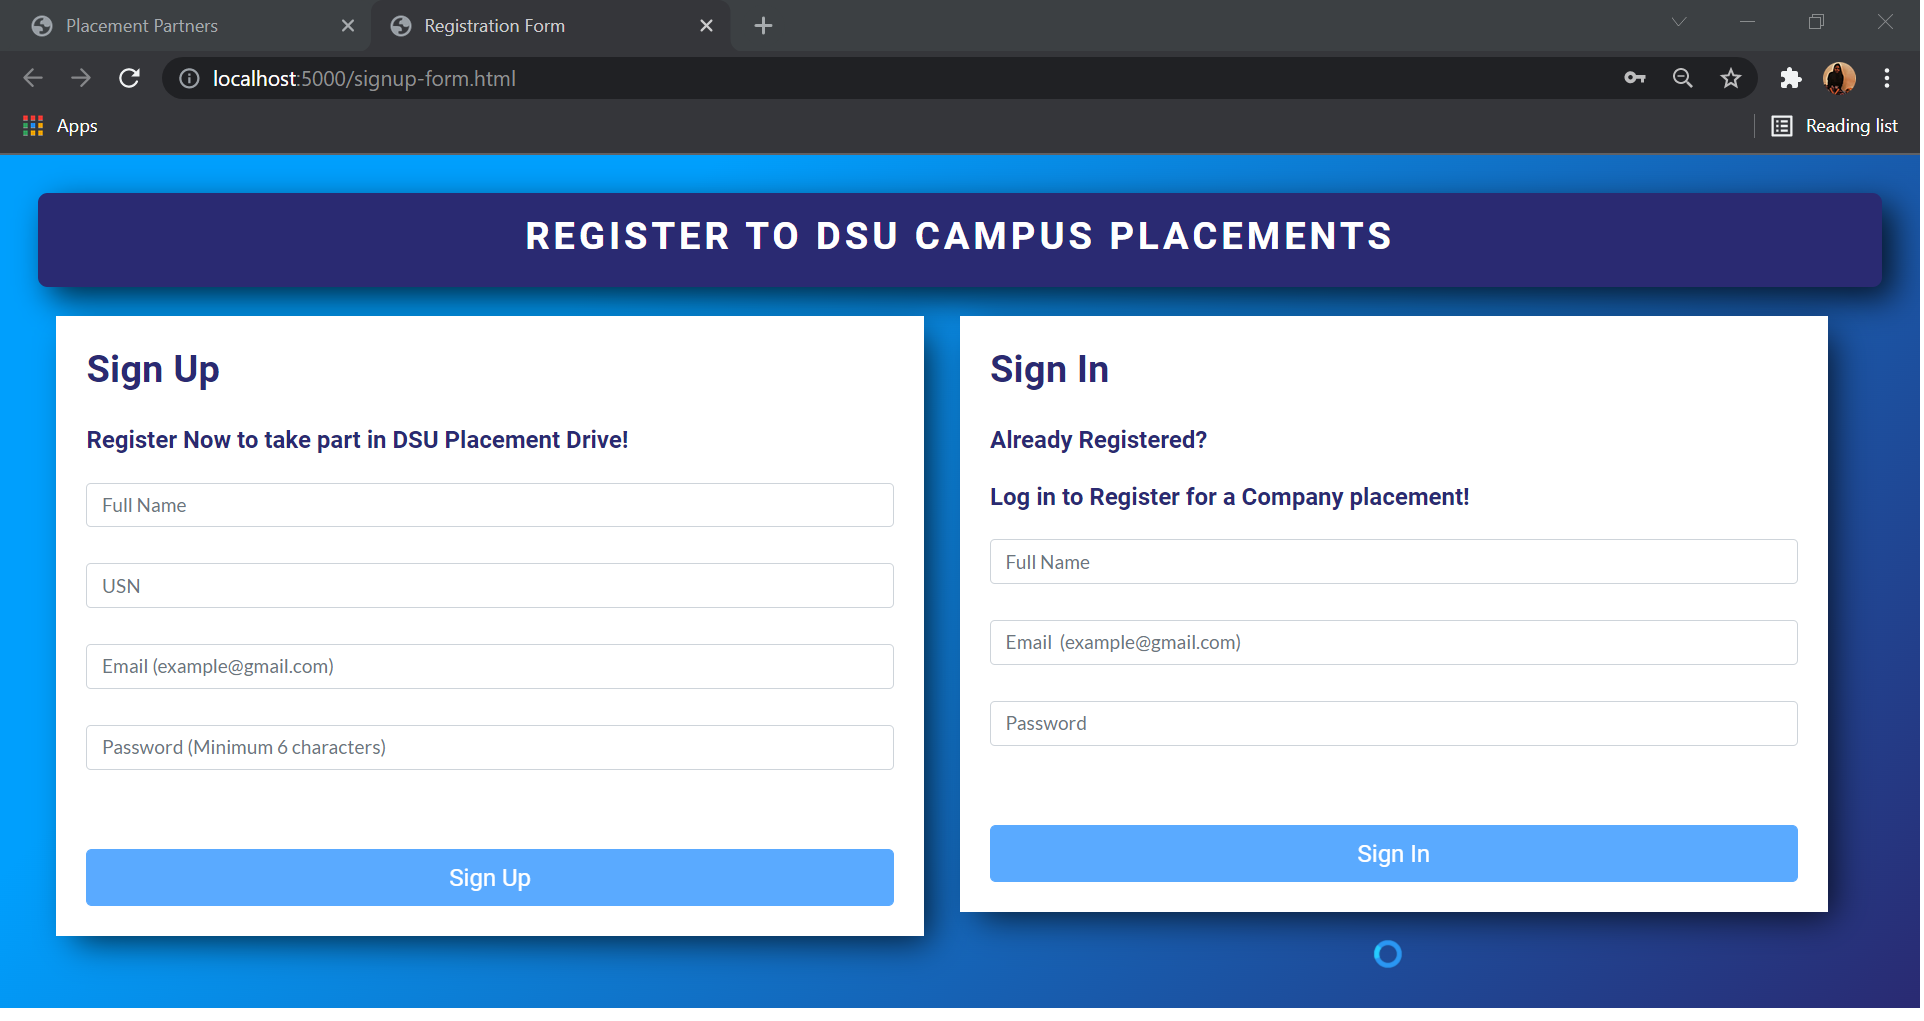 Placement Partners
Registration Form
localhost:5000/signup-form.html
Apps
Reading list
REGISTER TO DSU CAMPUS PLACEMENTS
Sign Up
Register Now to take part in DSU Placement Drive!
Full Name
USN
Email (example@gmail.com)
Password (Minimum 6 characters)
Sign Up
Sign In
Already Registered?
Log in to Register for a Company placement!
Full Name
Email  (example@gmail.com)
Password
Sign In